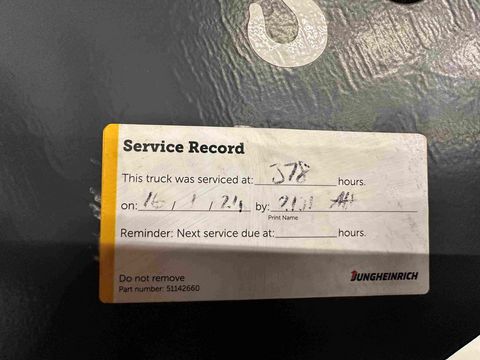 Service Record
This truck was serviced at: 578 hours.
on: 16, 1, 24 by:
Print Name
Reminder: Next service due at: hours.
Do not remove
Part number: 51142660
JUNGHEINRICH